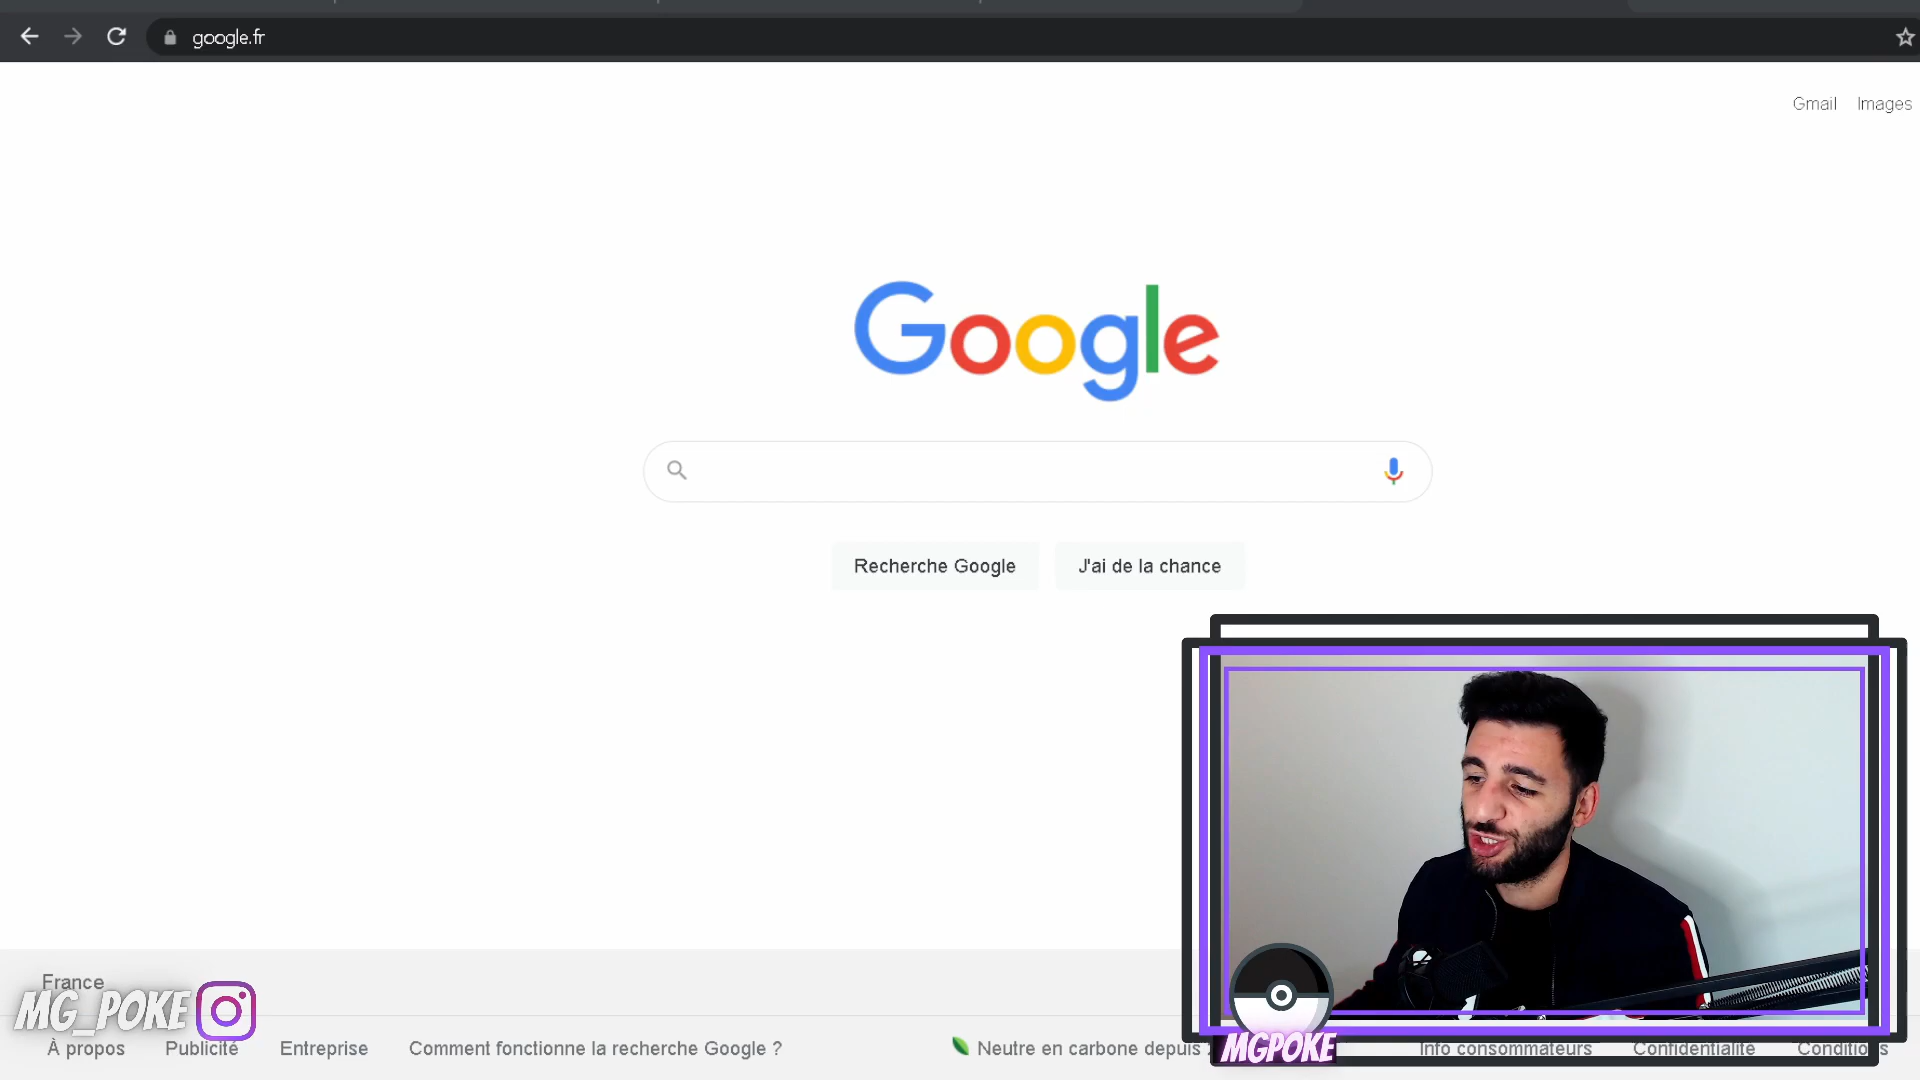 google.fr
Gmail Images
Google
Recherche Google J'ai de la chance
France
MG_POKE
À propos Publicité Entreprise Comment fonctionne la recherche Google ? Neutre en carbone depuis Info consommateurs Confidentialité Conditions
MGPOKE